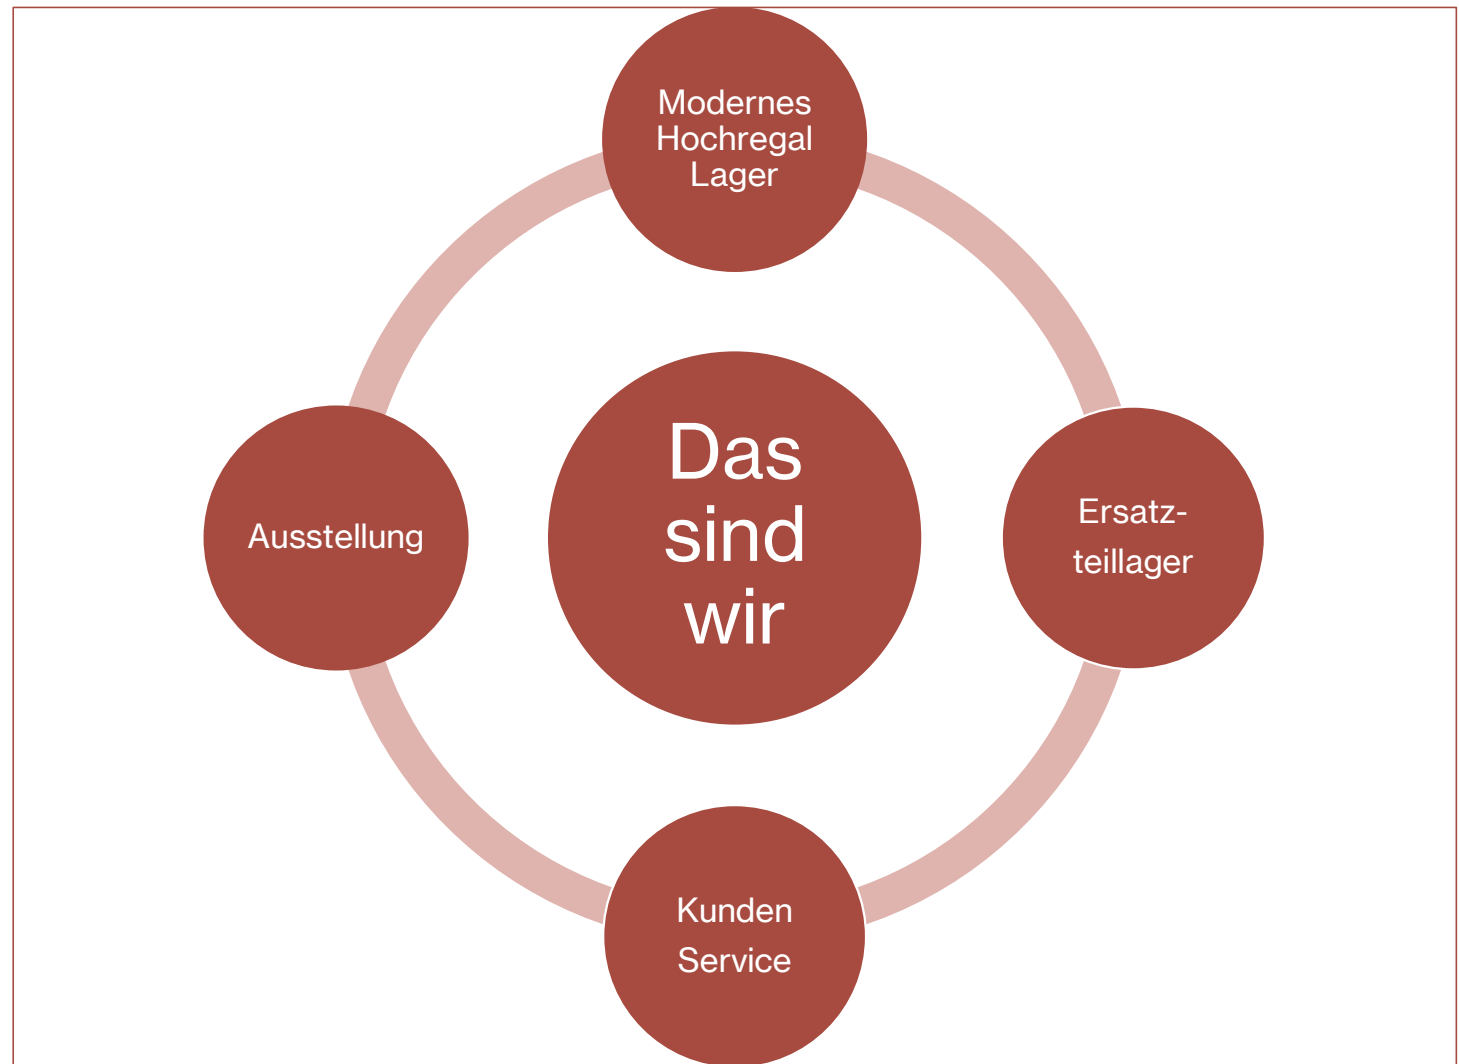 Modernes
Hochregal
Lager
Das
sind
wir
Ausstellung
Ersatz-
teillager
Kunden
Service